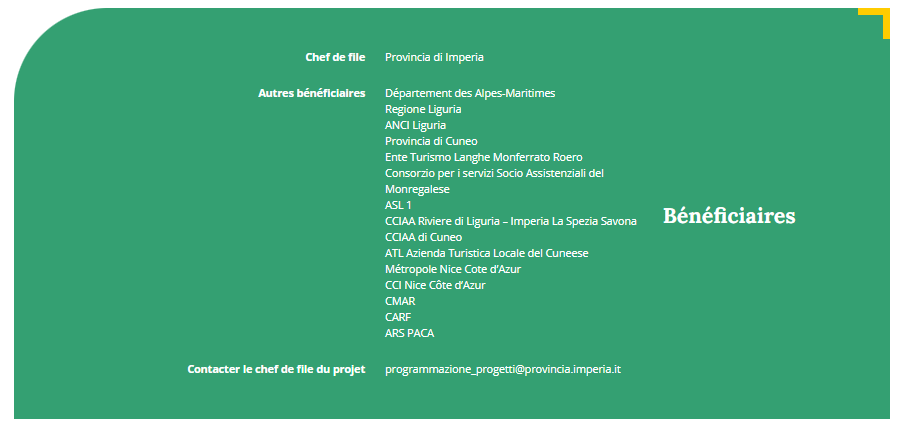 Chef de file Provincia di Imperia
Autres bénéficiaires Département des Alpes-Maritimes
Regione Liguria
ANCI Liguria
Provincia di Cuneo
Ente Turismo Langhe Monferrato Roero
Consorzio per i servizi Socio Assistenziali del
Monregalese
ASL 1
CCIAA Riviere di Liguria – Imperia La Spezia Savona
CCIAA di Cuneo
ATL Azienda Turistica Locale del Cuneese
Métropole Nice Cote d’Azur
CCI Nice Côte d’Azur
CMAR
CARF
ARS PACA
Contacter le chef de file du projet programmazione_progetti@provincia.imperia.it
Bénéficiaires